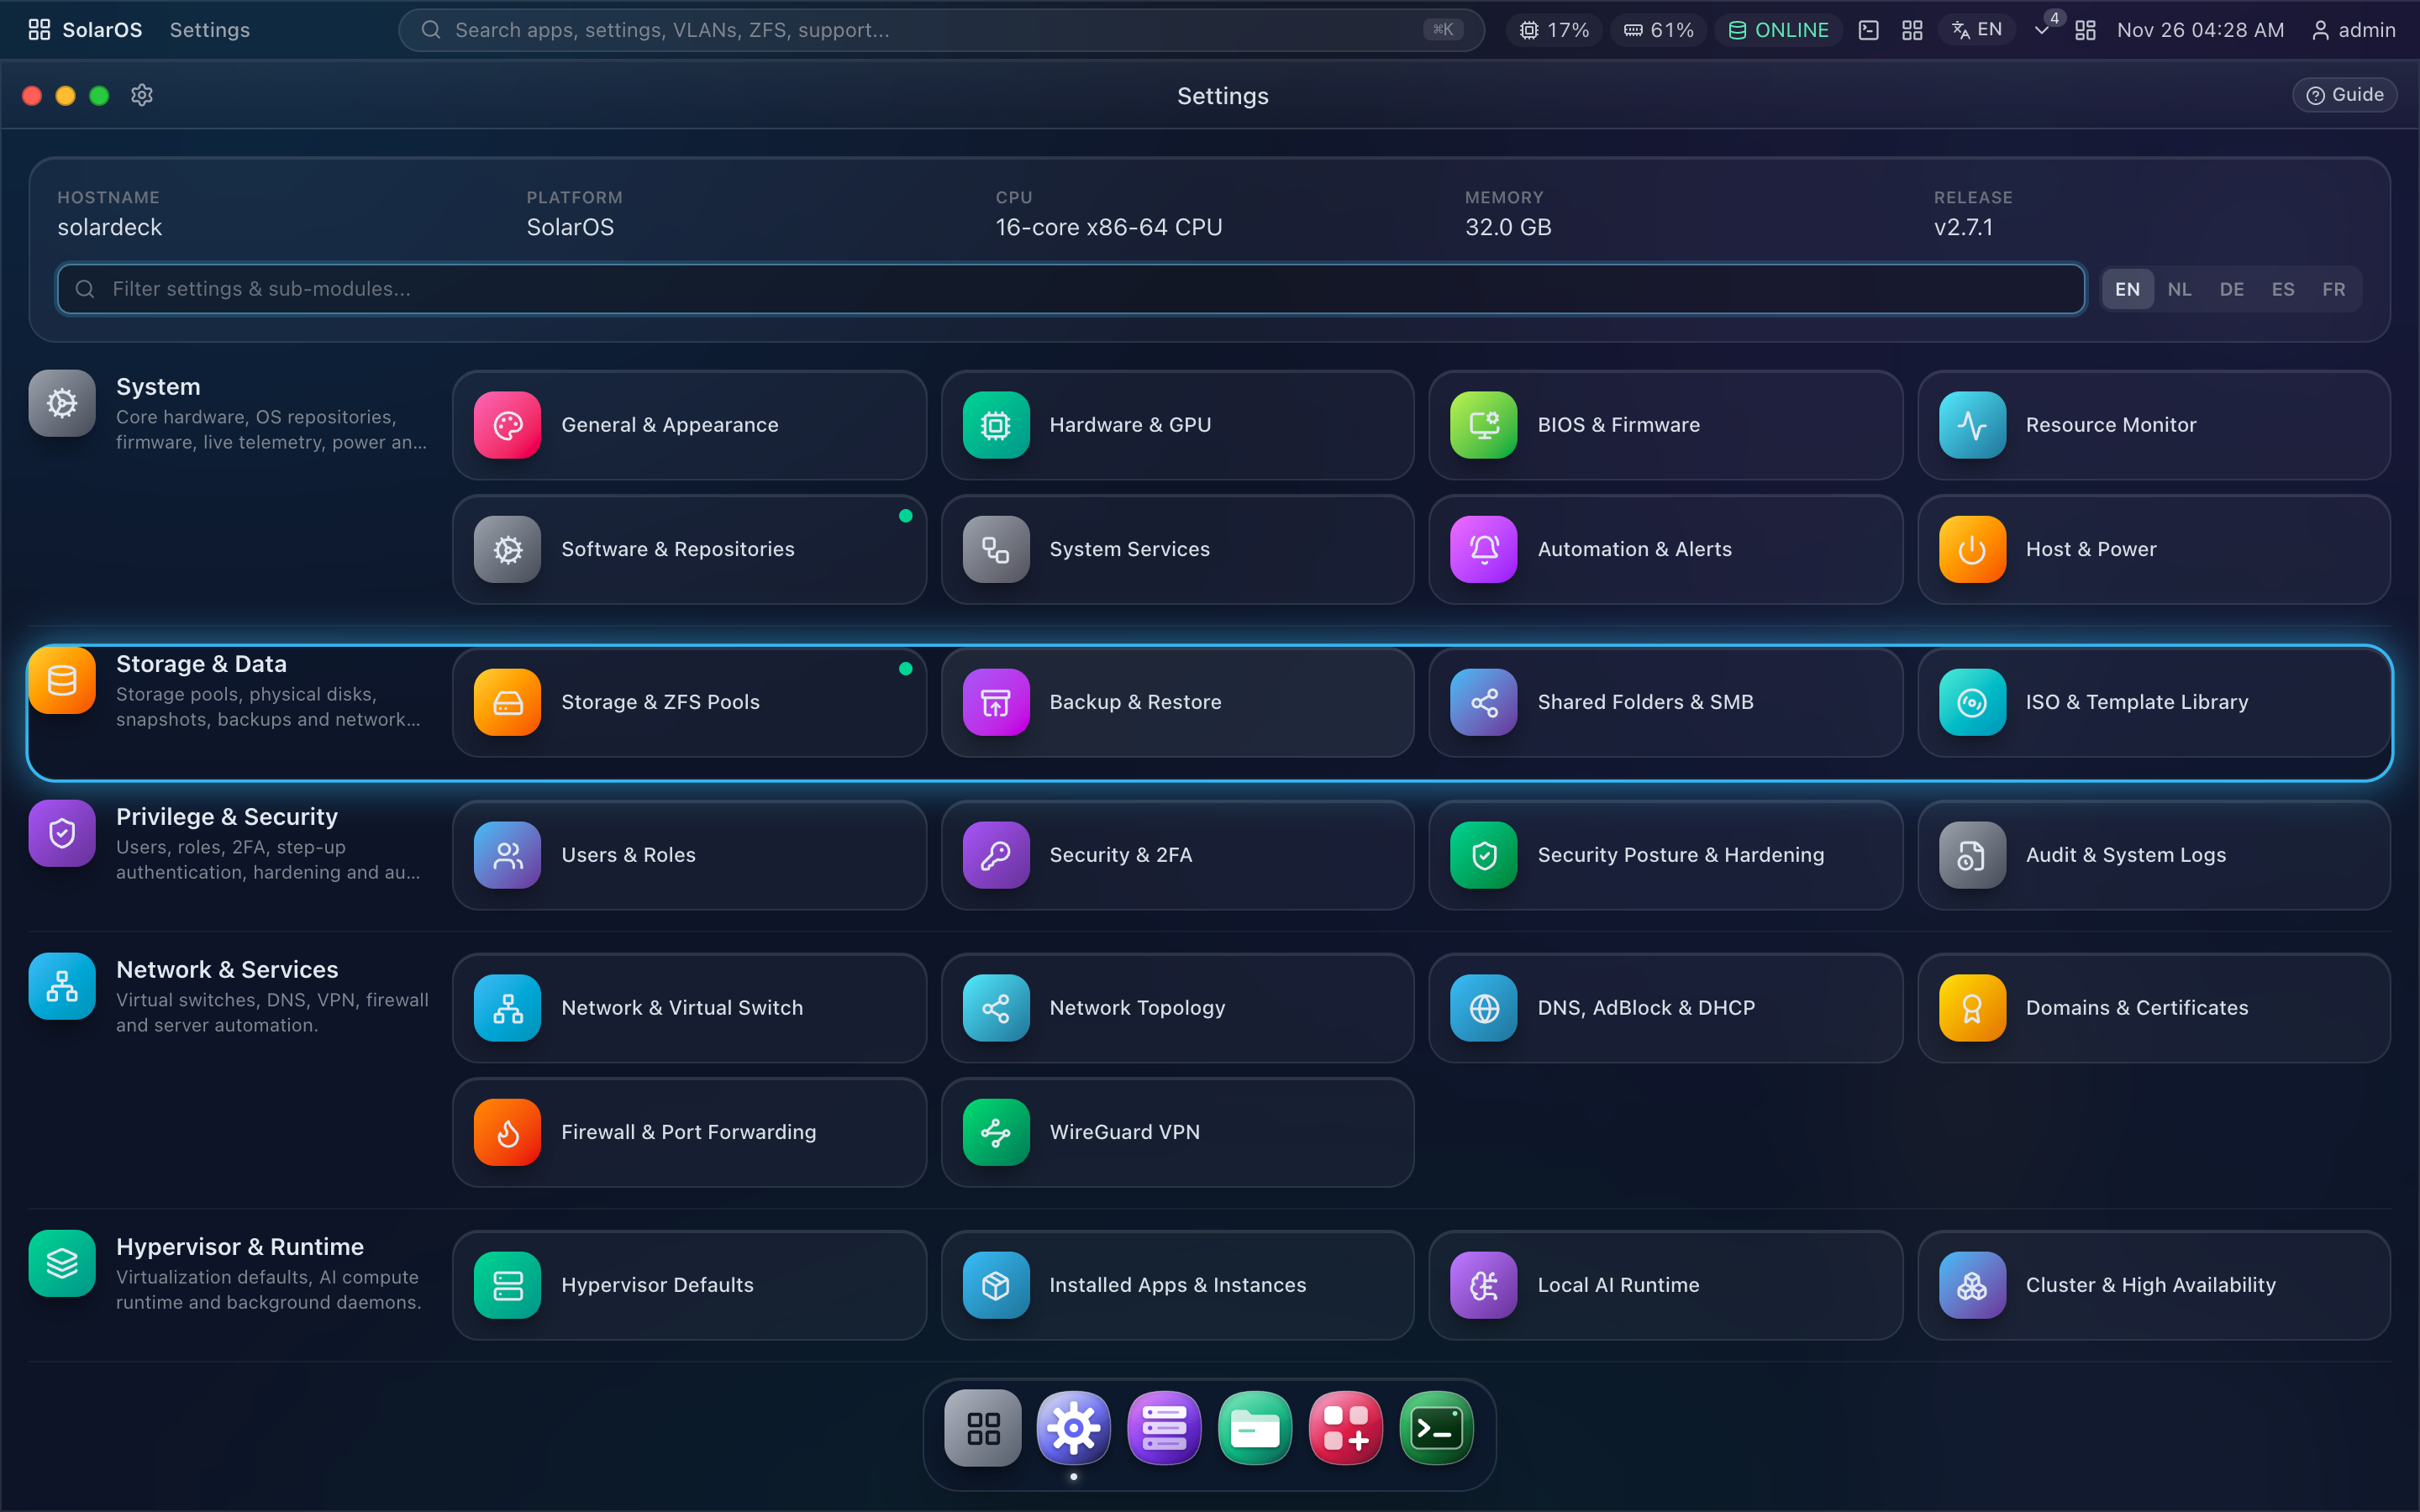 SolarOS Settings Search apps, settings, VLANs, ZFS, support... ⌘K 17% 61% ONLINE EN 4 Nov 26 04:28 AM admin
Settings Guide
HOSTNAME PLATFORM CPU MEMORY RELEASE
solardeck SolarOS 16-core x86-64 CPU 32.0 GB v2.7.1
Filter settings & sub-modules... EN NL DE ES FR
System
Core hardware, OS repositories,
firmware, live telemetry, power an...
General & Appearance Hardware & GPU BIOS & Firmware Resource Monitor
Software & Repositories System Services Automation & Alerts Host & Power
Storage & Data
Storage pools, physical disks,
snapshots, backups and network...
Storage & ZFS Pools Backup & Restore Shared Folders & SMB ISO & Template Library
Privilege & Security
Users, roles, 2FA, step-up
authentication, hardening and au...
Users & Roles Security & 2FA Security Posture & Hardening Audit & System Logs
Network & Services
Virtual switches, DNS, VPN, firewall
and server automation.
Network & Virtual Switch Network Topology DNS, AdBlock & DHCP Domains & Certificates
Firewall & Port Forwarding WireGuard VPN
Hypervisor & Runtime
Virtualization defaults, AI compute
runtime and background daemons.
Hypervisor Defaults Installed Apps & Instances Local AI Runtime Cluster & High Availability